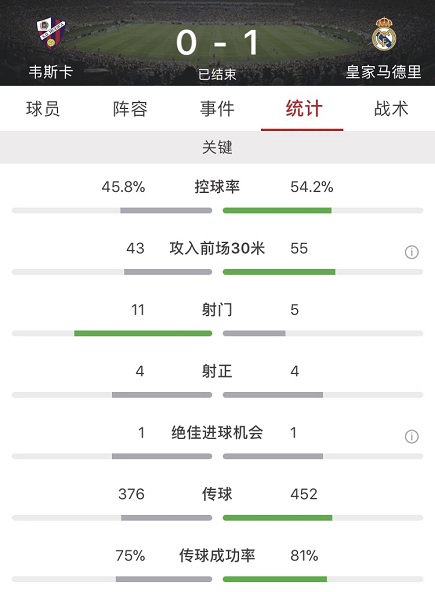 0 - 1
韦斯卡 已结束 皇家马德里
球员 阵容 事件 统计 战术
关键
45.8% 控球率 54.2%
43 攻入前场30米 55
11 射门 5
4 射正 4
1 绝佳进球机会 1
376 传球 452
75% 传球成功率 81%